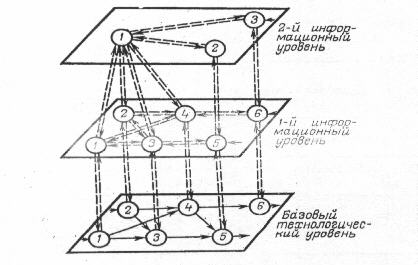 3
2-й инфор-
1
мационный
2
уровень
2
4
6
1-й инфор-
1
3
5
мационный
уровень
2
4
6
Базовый
1
3
5
технологичес-
кий уровень